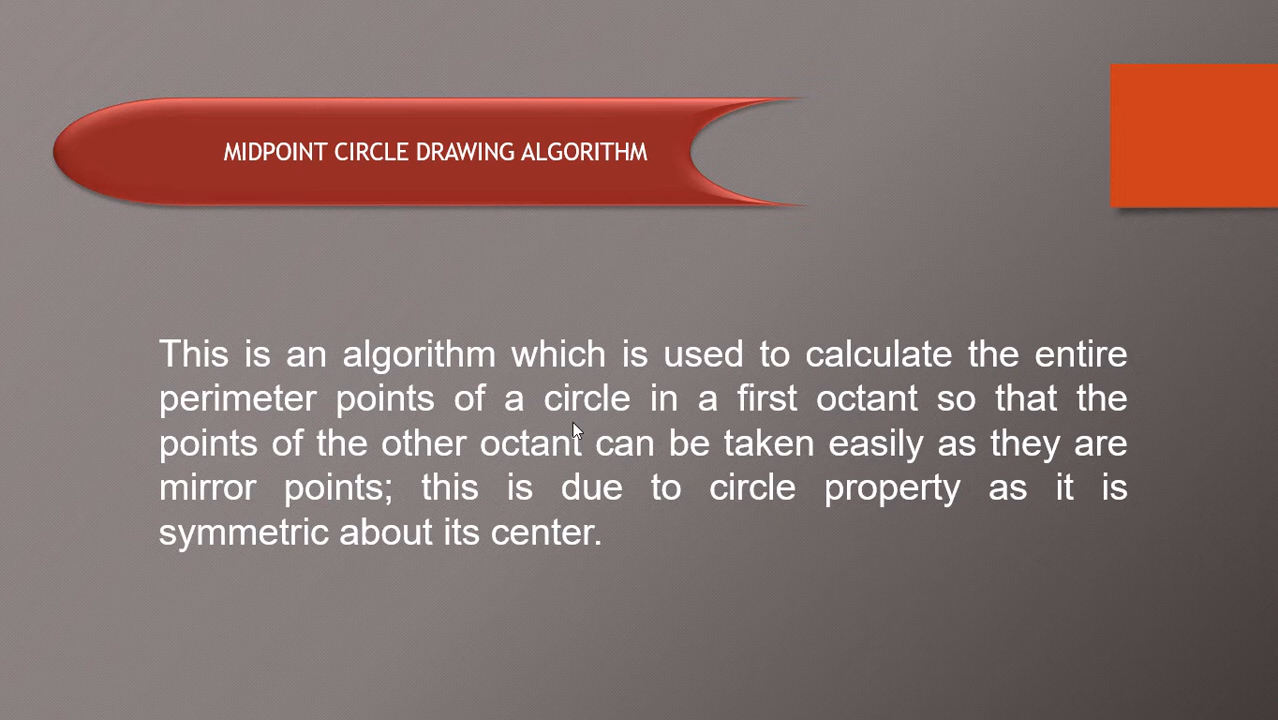 MIDPOINT CIRCLE DRAWING ALGORITHM
This is an algorithm which is used to calculate the entire
perimeter points of a circle in a first octant so that the
points of the other octant can be taken easily as they are
mirror points; this is due to circle property as it is
symmetric about its center.